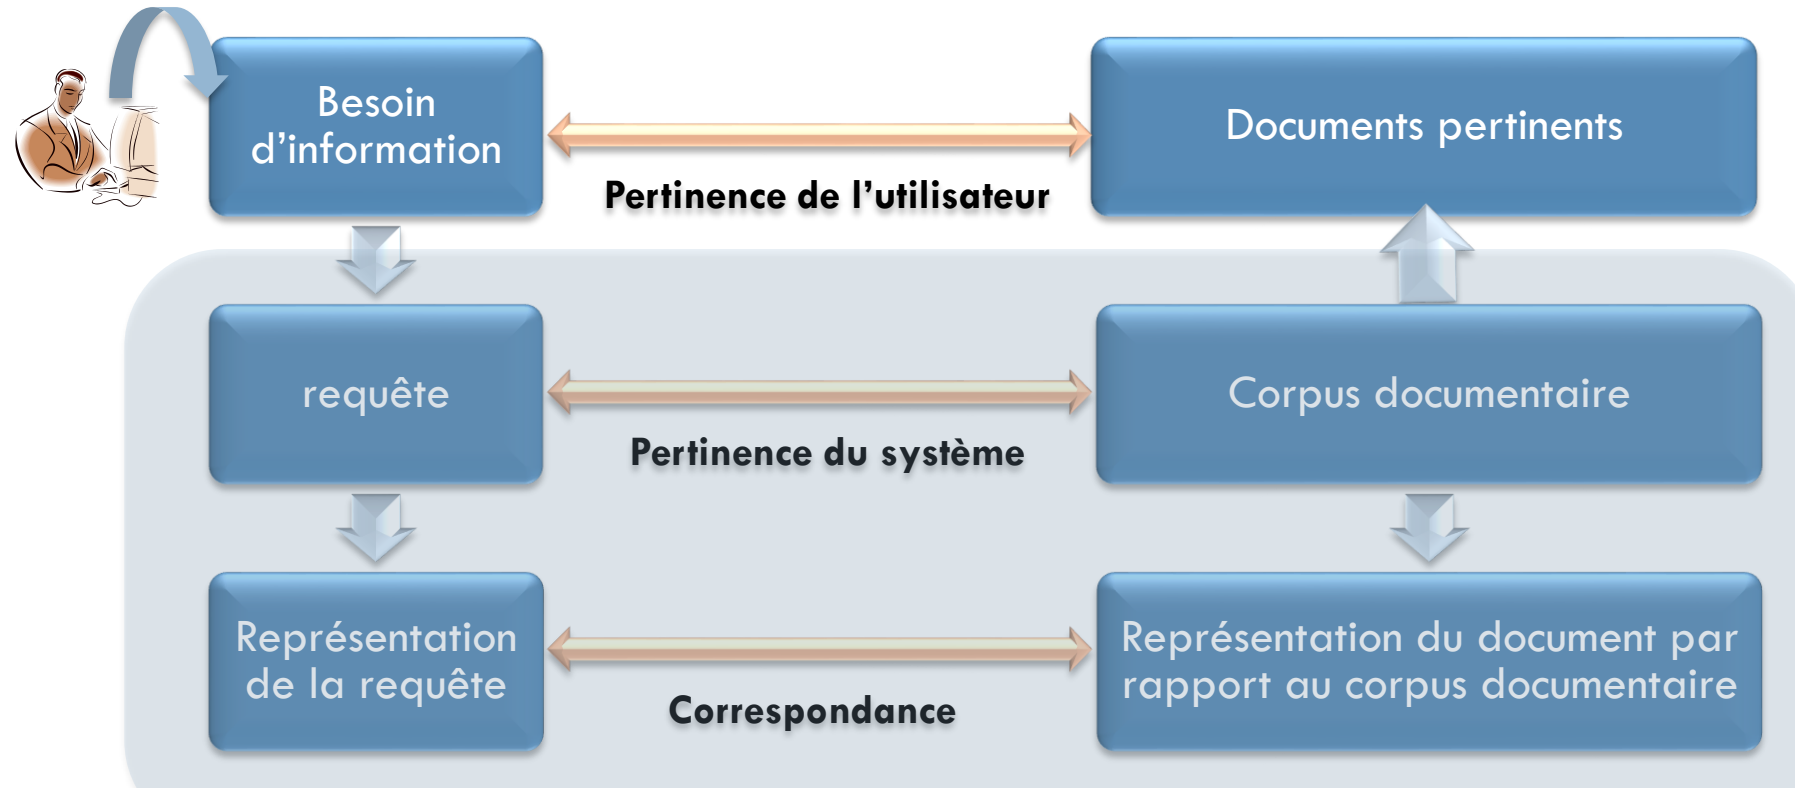 Besoin
d’information
Documents pertinents
Pertinence de l’utilisateur
requête
Corpus documentaire
Pertinence du système
Représentation
de la requête
Représentation du document par
rapport au corpus documentaire
Correspondance